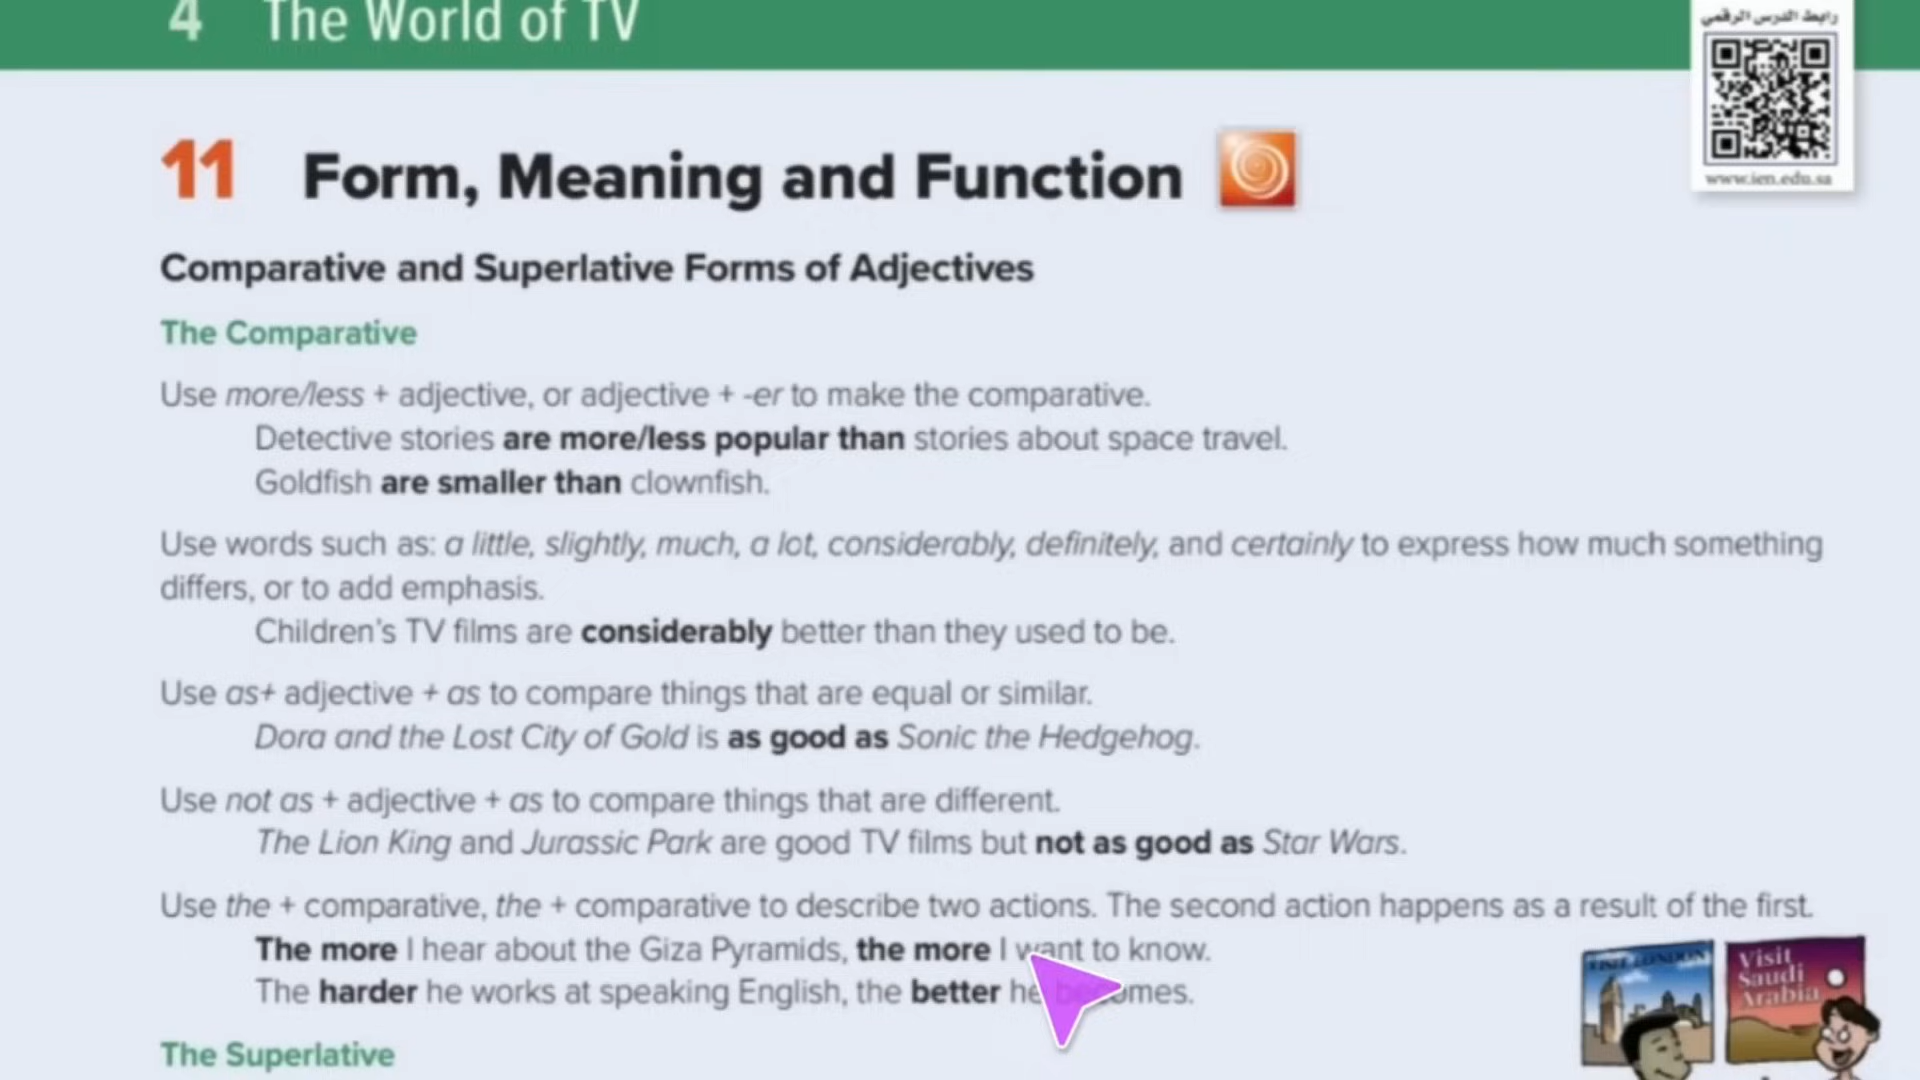 4 The World of TV
رابط الدرس الرقمي
www.ien.edu.sa
11 Form, Meaning and Function
Comparative and Superlative Forms of Adjectives
The Comparative
Use more/less + adjective, or adjective + -er to make the comparative.
Detective stories are more/less popular than stories about space travel.
Goldfish are smaller than clownfish.
Use words such as: a little, slightly, much, a lot, considerably, definitely, and certainly to express how much something
differs, or to add emphasis.
Children's TV films are considerably better than they used to be.
Use as+ adjective + as to compare things that are equal or similar.
Dora and the Lost City of Gold is as good as Sonic the Hedgehog.
Use not as + adjective + as to compare things that are different.
The Lion King and Jurassic Park are good TV films but not as good as Star Wars.
Use the + comparative, the + comparative to describe two actions. The second action happens as a result of the first.
The more I hear about the Giza Pyramids, the more I want to know.
The harder he works at speaking English, the better he becomes.
VISIT LONDON
Visit
Saudi
Arabia
The Superlative